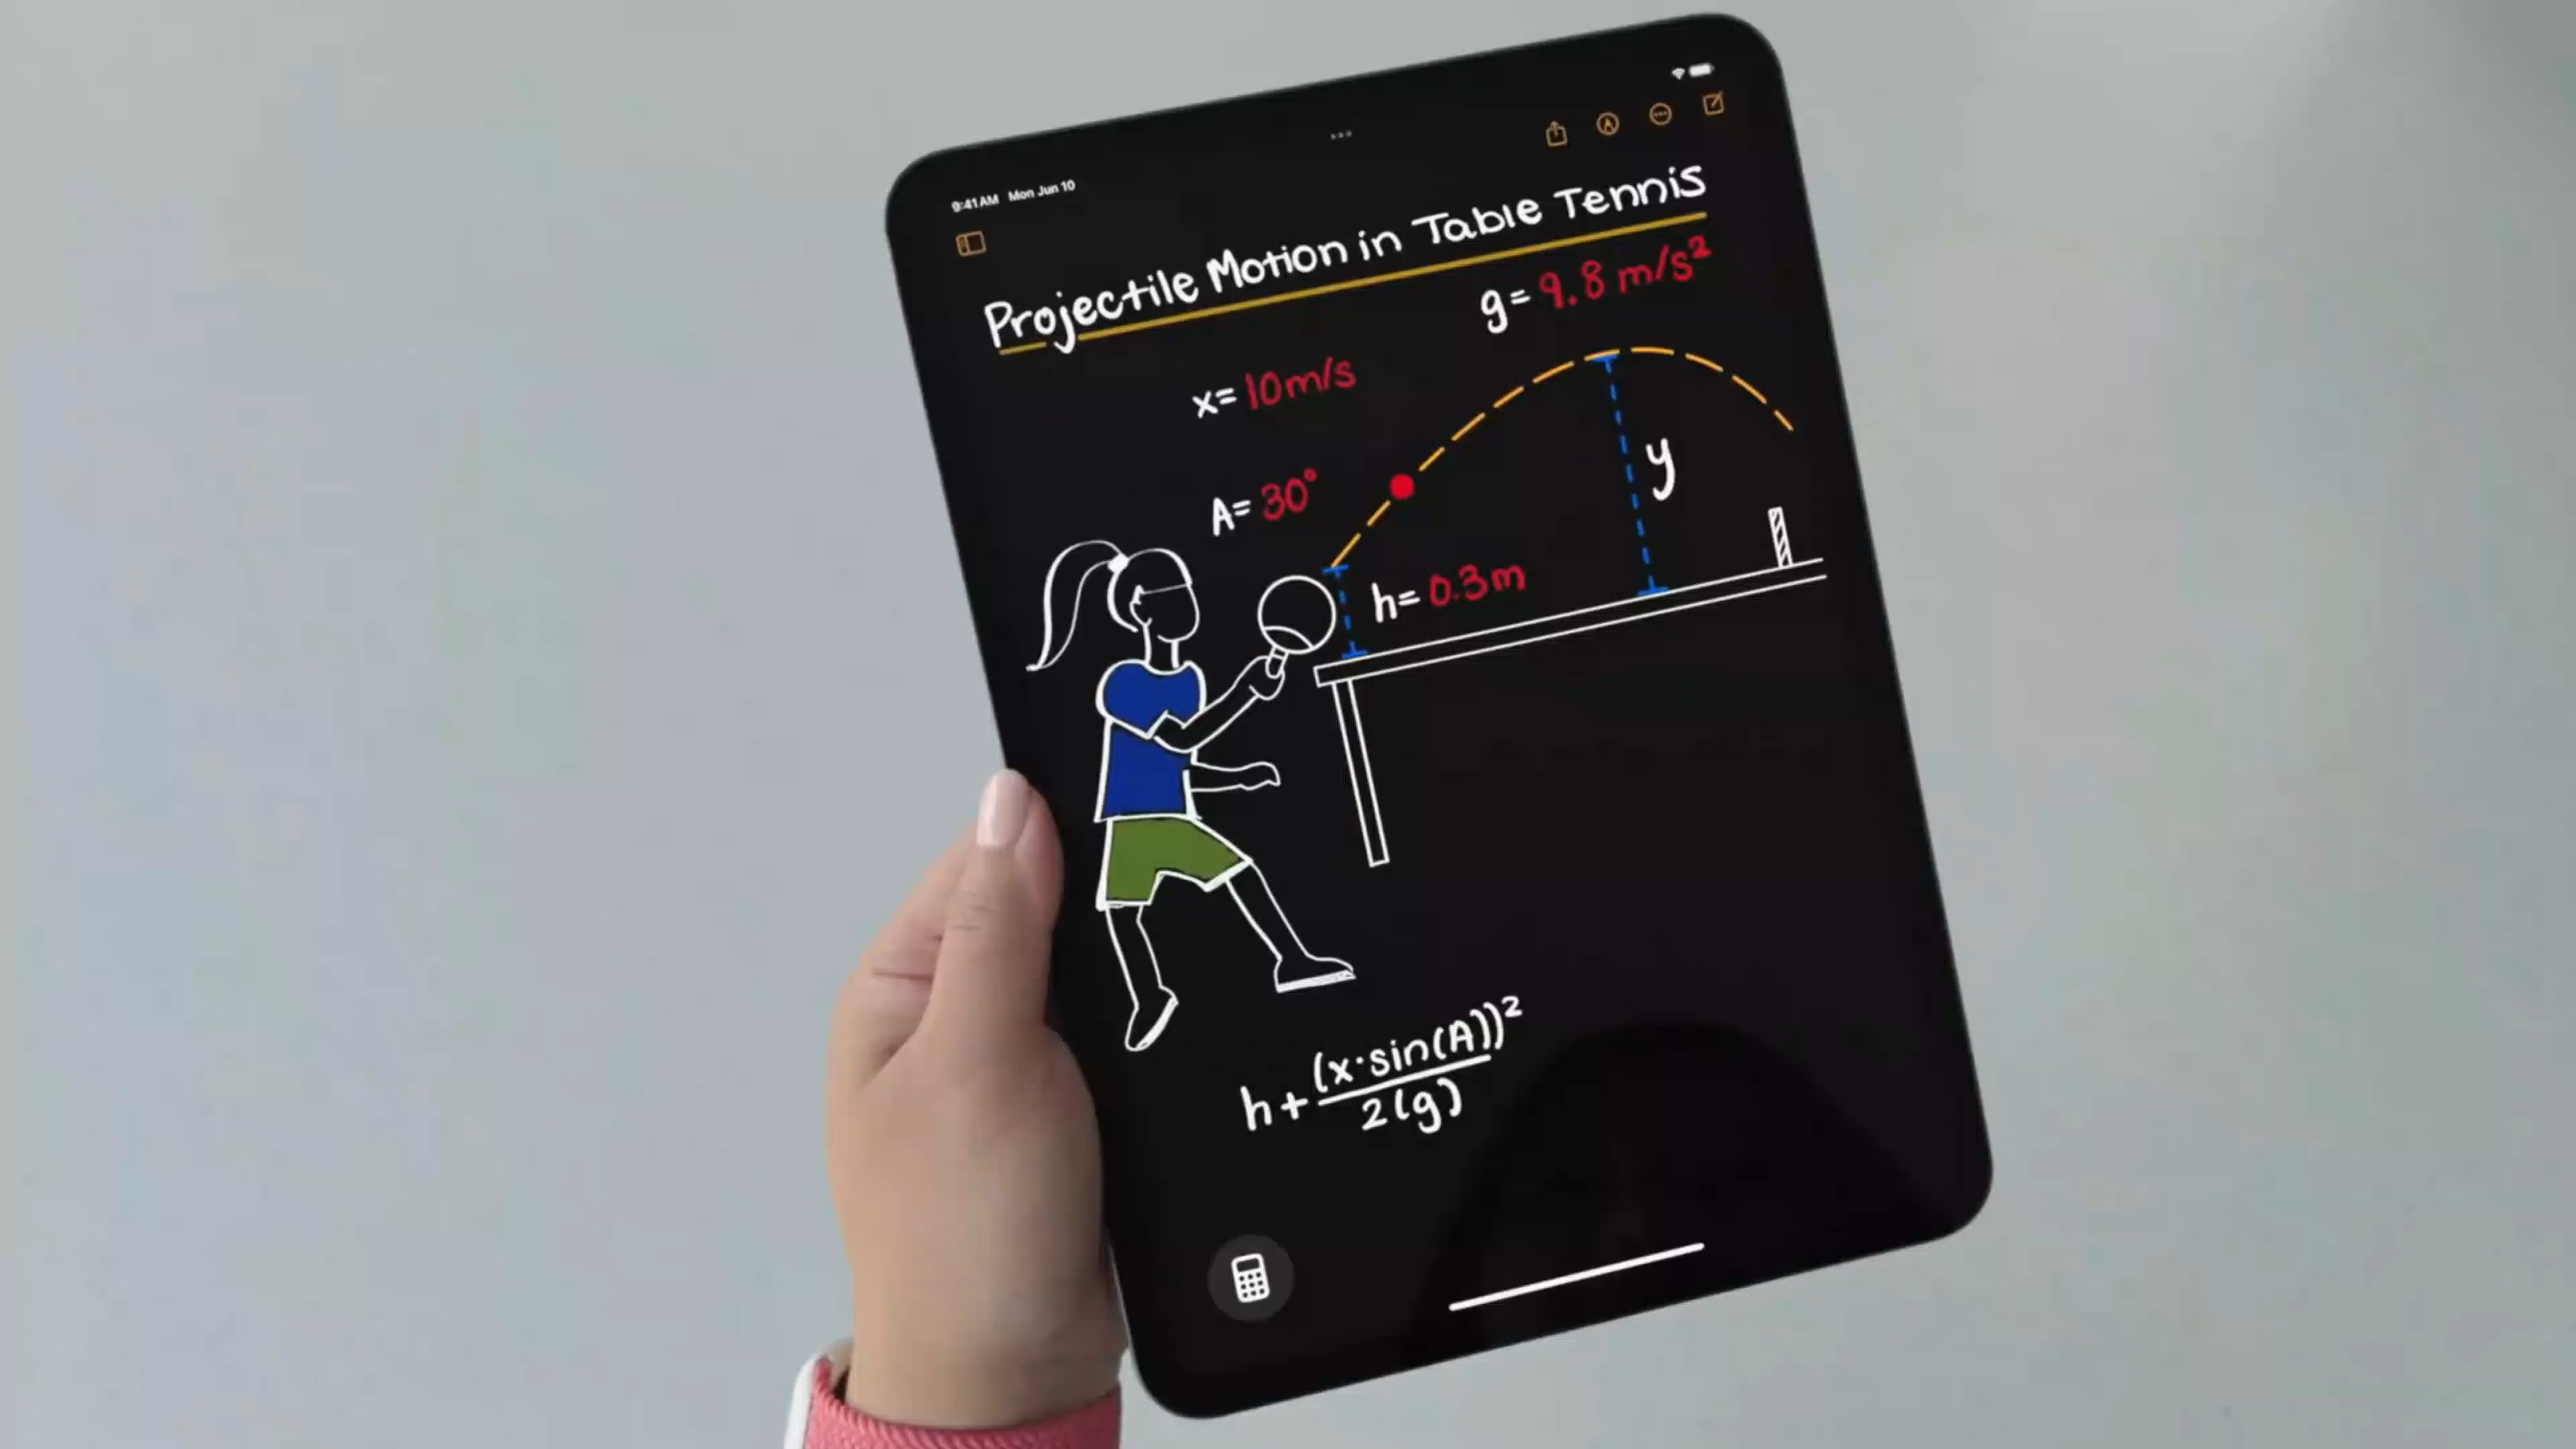 9:41 AM Mon Jun 10
Projectile Motion in Table Tennis
g= 9.8 m/s²
x= 10m/s
y
A= 30°
h= 0.3m
h+(x·sin(A))²
2(g)